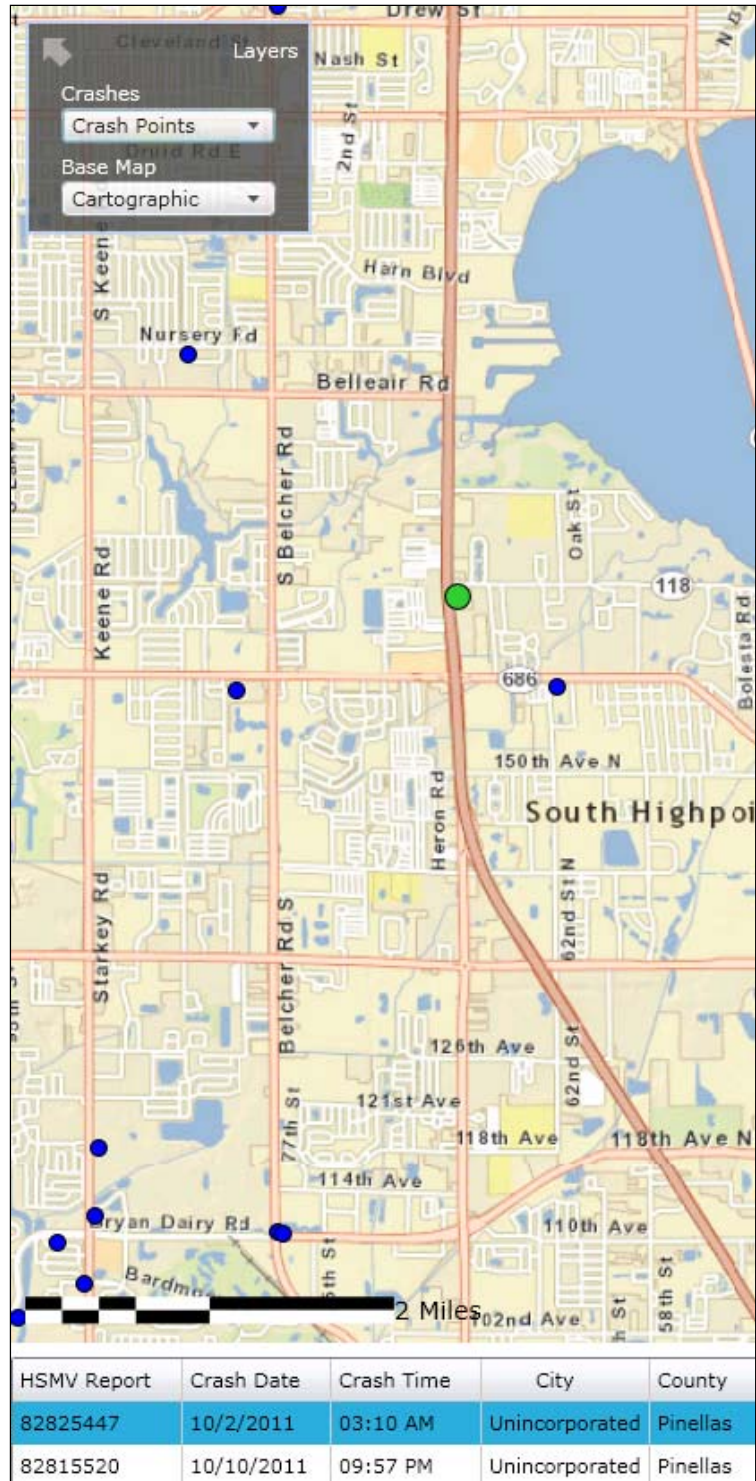 Drew St
Layers
Cleveland St
Nash St
Crashes
Crash Points
Druid Rd E
2nd St
Base Map
Cartographic
S Keene
Harn Blvd
Nursery Rd
Belleair Rd
S Belcher Rd
Oak St
Keene Rd
118
Bolesta Rd
686
150th Ave N
Heron Rd
South Highpoi
62nd St N
Starkey Rd
Belcher Rd S
126th Ave
62nd St
121st Ave
77th St
118th Ave
118th Ave N
114th Ave
Bryan Dairy Rd
110th Ave
58th St
2 Miles
HSMV Report Crash Date Crash Time City County
82825447 10/2/2011 03:10 AM Unincorporated Pinellas
82815520 10/10/2011 09:57 PM Unincorporated Pinellas